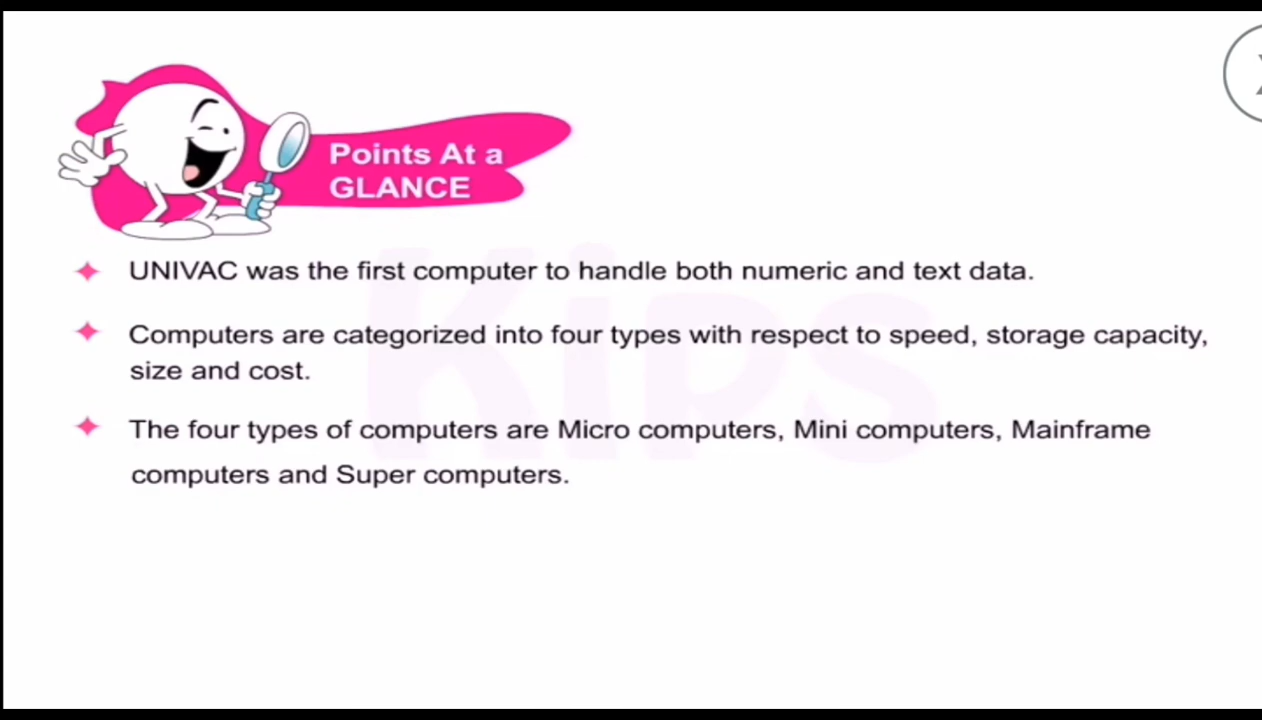 Points At a
GLANCE
UNIVAC was the first computer to handle both numeric and text data.
Computers are categorized into four types with respect to speed, storage capacity,
size and cost.
The four types of computers are Micro computers, Mini computers, Mainframe
computers and Super computers.
Kips